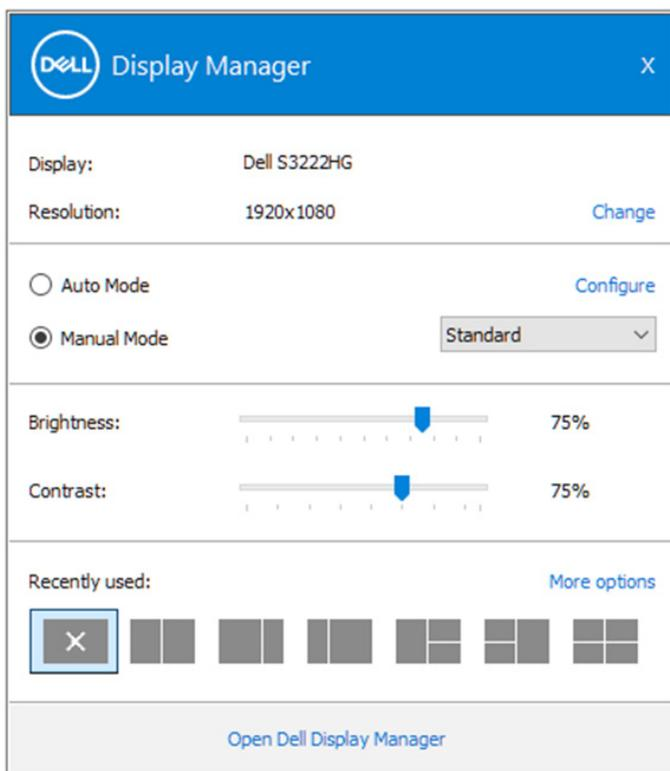 DELL Display Manager X
Display: Dell S3222HG
Resolution: 1920x1080 Change
Auto Mode Configure
Manual Mode Standard
Brightness: 75%
Contrast: 75%
Recently used: More options
Open Dell Display Manager